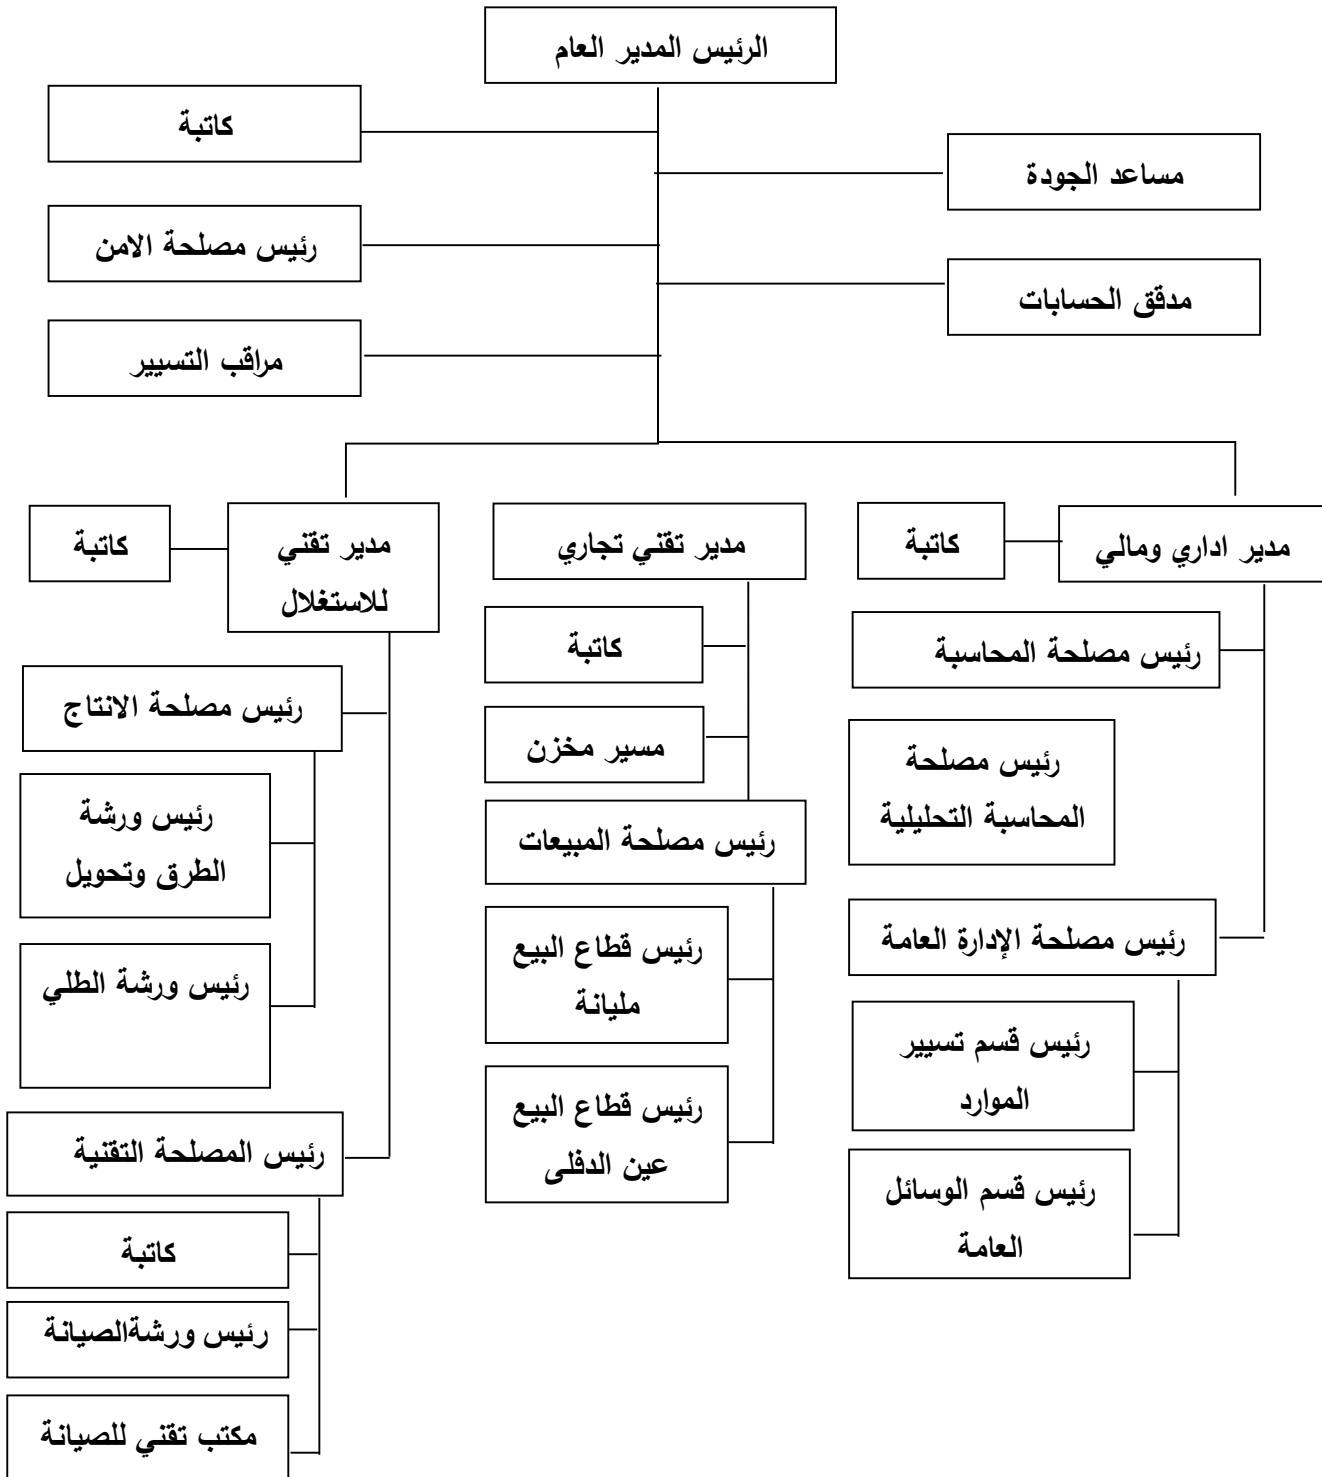 الرئيس المدير العام
كاتبة
مساعد الجودة
رئيس مصلحة الامن
مدقق الحسابات
مراقب التسيير
مدير اداري ومالي
كاتبة
رئيس مصلحة المحاسبة
رئيس مصلحة
المحاسبة التحليلية
رئيس مصلحة الإدارة العامة
رئيس قسم تسيير
الموارد
رئيس قسم الوسائل
العامة
مدير تقني تجاري
كاتبة
مسير مخزن
رئيس مصلحة المبيعات
رئيس قطاع البيع
مليانة
رئيس قطاع البيع
عين الدفلى
مدير تقني
للاستغلال
كاتبة
رئيس مصلحة الانتاج
رئيس ورشة
الطرق وتحويل
رئيس ورشة الطلي
رئيس المصلحة التقنية
كاتبة
رئيس ورشةالصيانة
مكتب تقني للصيانة